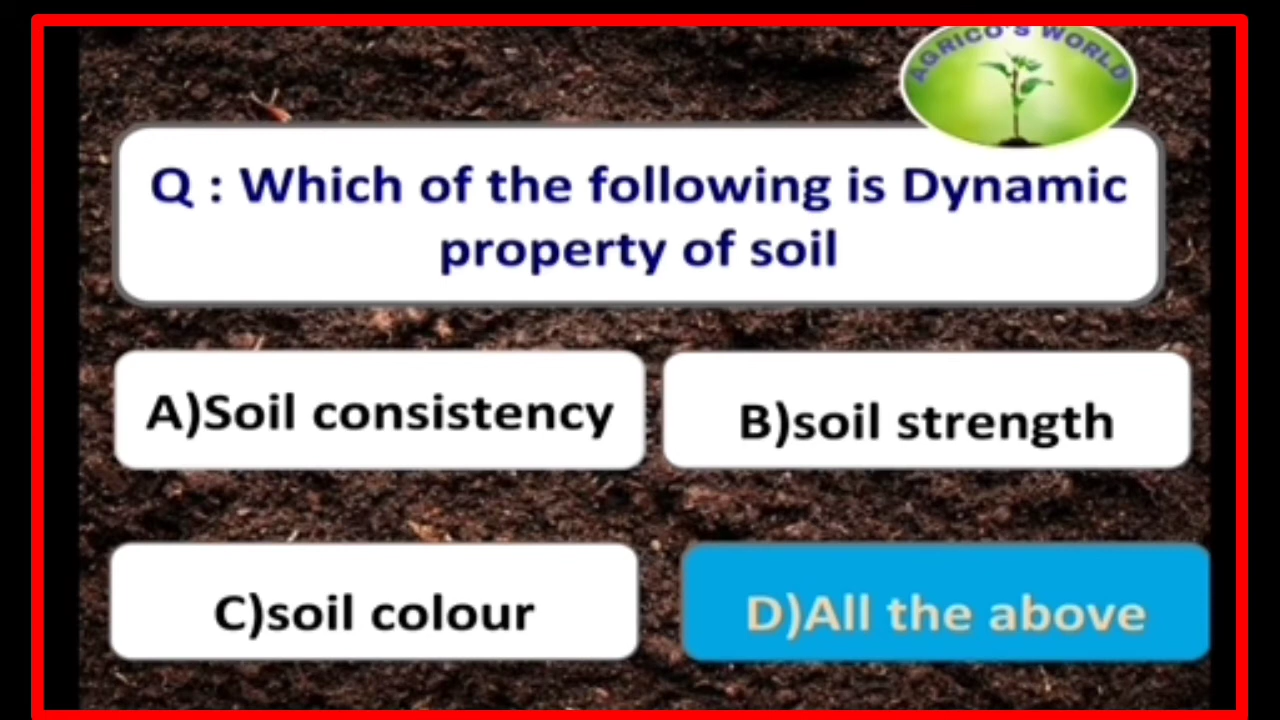 AGRICO'S WORLD
Q : Which of the following is Dynamic
property of soil
A)Soil consistency
B)soil strength
C)soil colour
D)All the above